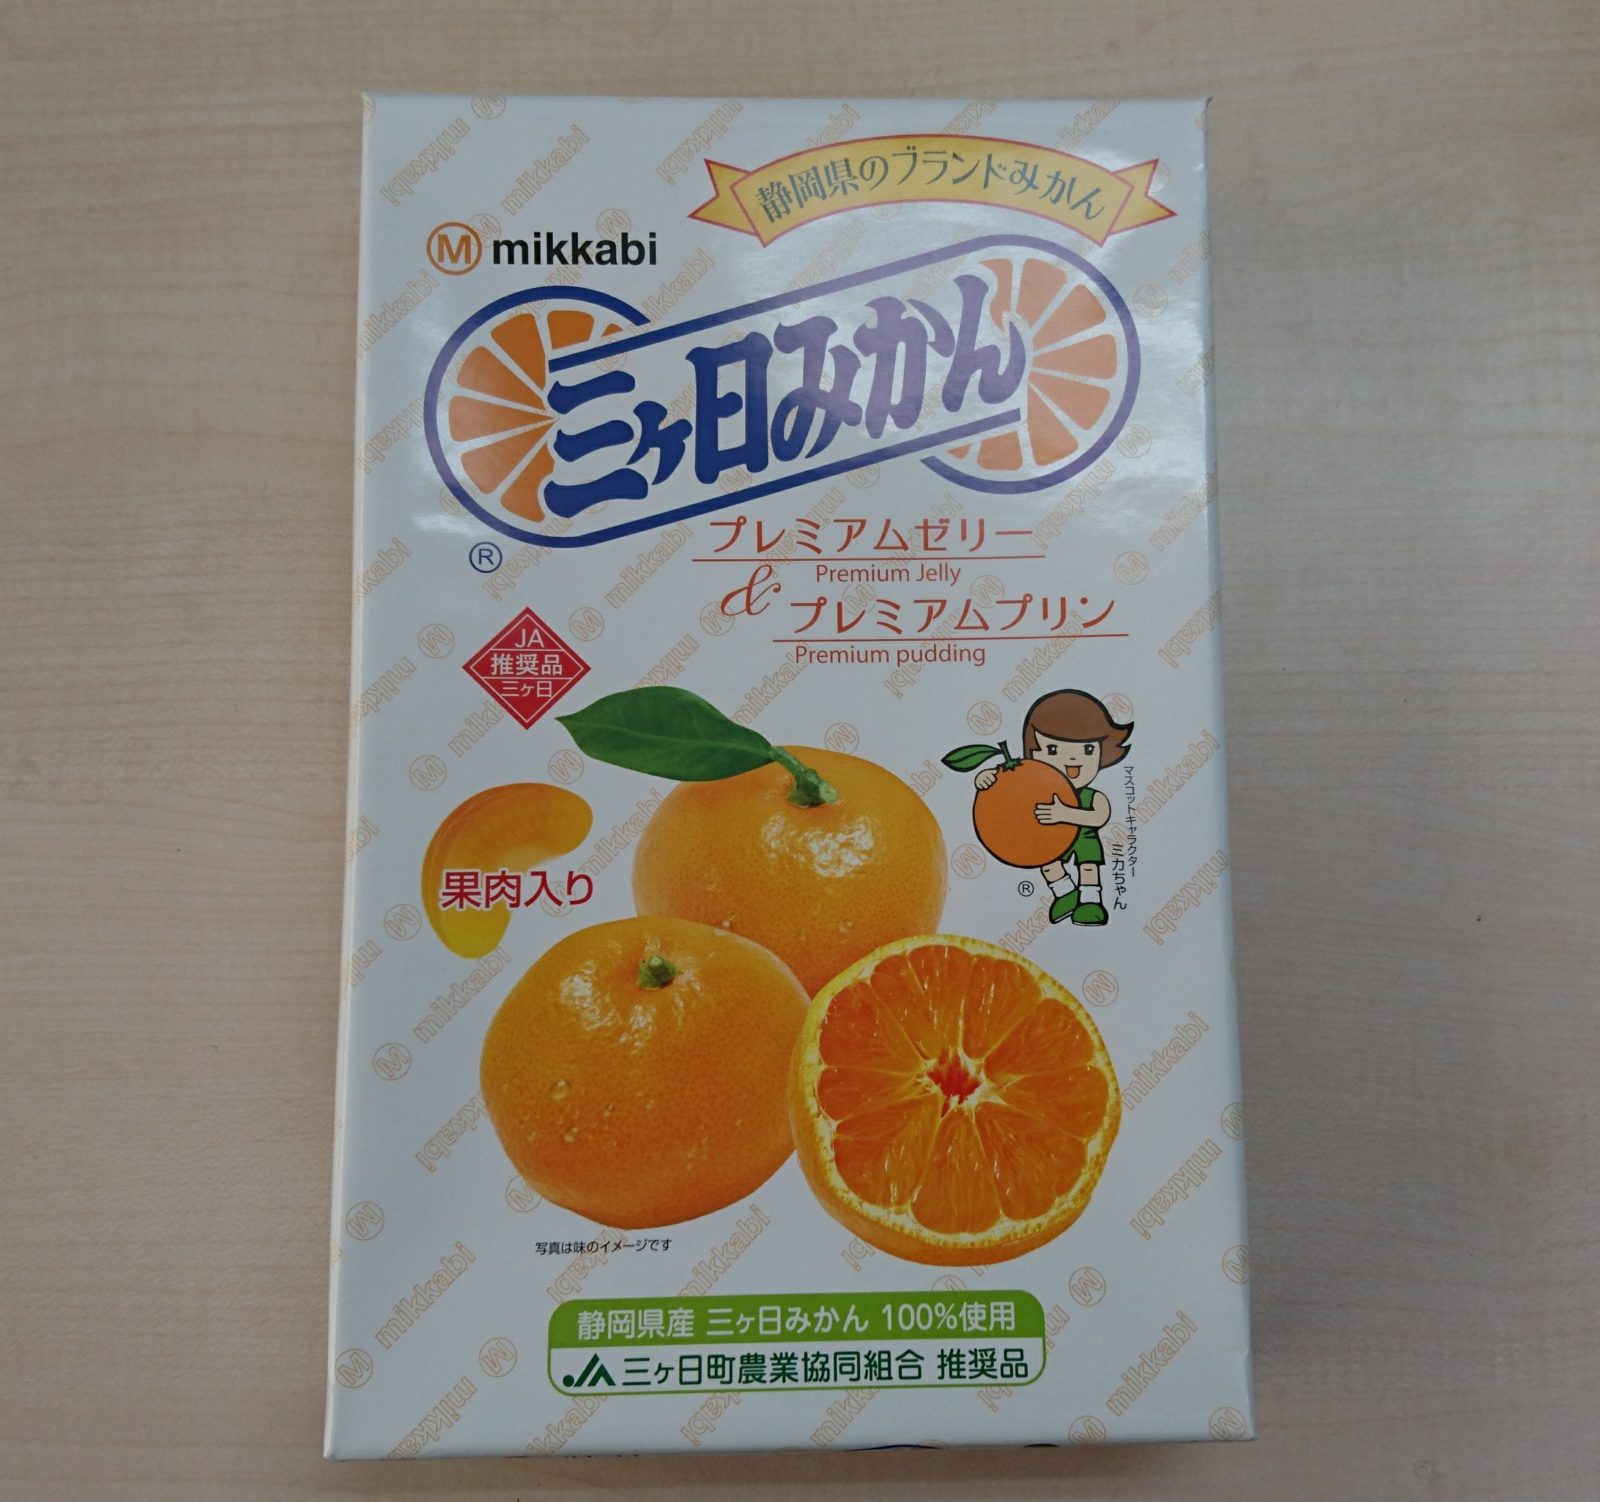 静岡県のブランドみかん
M mikkabi
三ヶ日みかん
®
プレミアムゼリー
Premium Jelly
&
プレミアムプリン
Premium pudding
JA
推奨品
三ヶ日
マスコットキャラクター
ミカちゃん
®
果肉入り
写真は味のイメージです
静岡県産 三ヶ日みかん 100%使用
JA三ヶ日町農業協同組合 推奨品